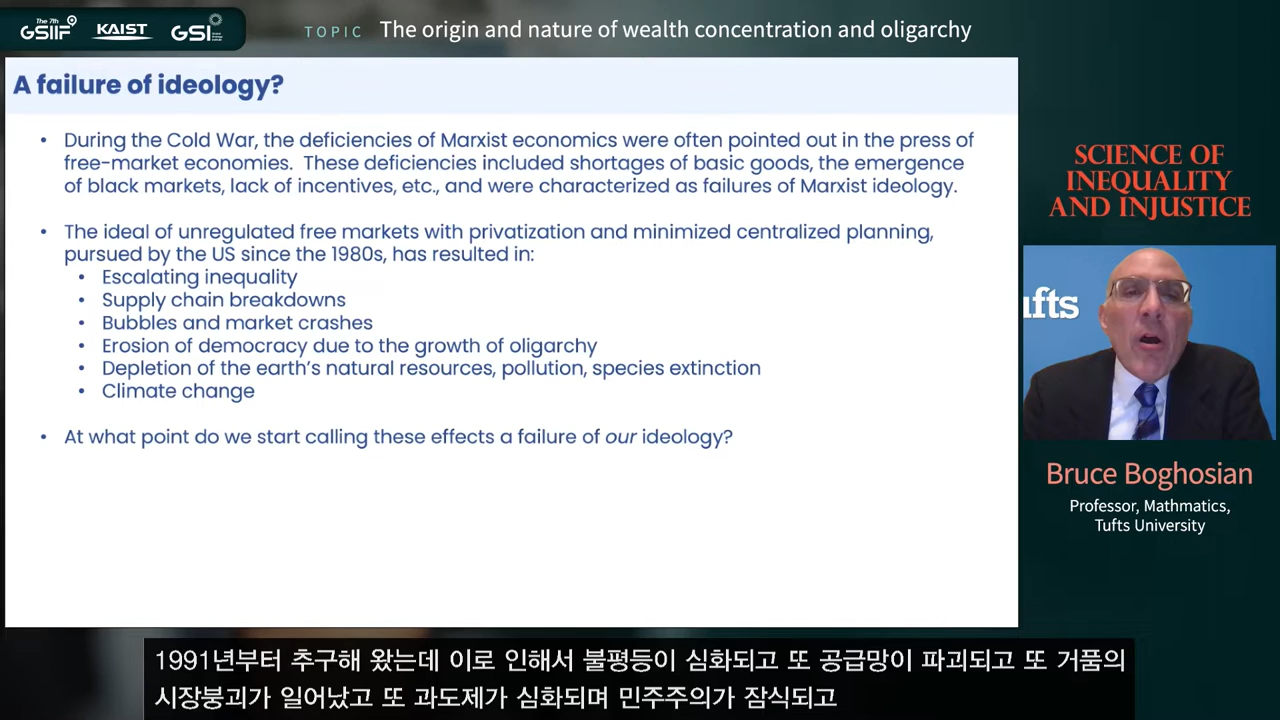 The 7th
GSIIF
KAIST
GSI
TOPIC The origin and nature of wealth concentration and oligarchy
A failure of ideology?
• During the Cold War, the deficiencies of Marxist economics were often pointed out in the press of
free-market economies. These deficiencies included shortages of basic goods, the emergence
of black markets, lack of incentives, etc., and were characterized as failures of Marxist ideology.
• The ideal of unregulated free markets with privatization and minimized centralized planning,
pursued by the US since the 1980s, has resulted in:
• Escalating inequality
• Supply chain breakdowns
• Bubbles and market crashes
• Erosion of democracy due to the growth of oligarchy
• Depletion of the earth's natural resources, pollution, species extinction
• Climate change
• At what point do we start calling these effects a failure of our ideology?
SCIENCE OF
INEQUALITY
AND INJUSTICE
ufts
Bruce Boghosian
Professor, Mathmatics,
Tufts University
1991년부터 추구해 왔는데 이로 인해서 불평등이 심화되고 또 공급망이 파괴되고 또 거품의
시장붕괴가 일어났고 또 과도제가 심화되며 민주주의가 잠식되고